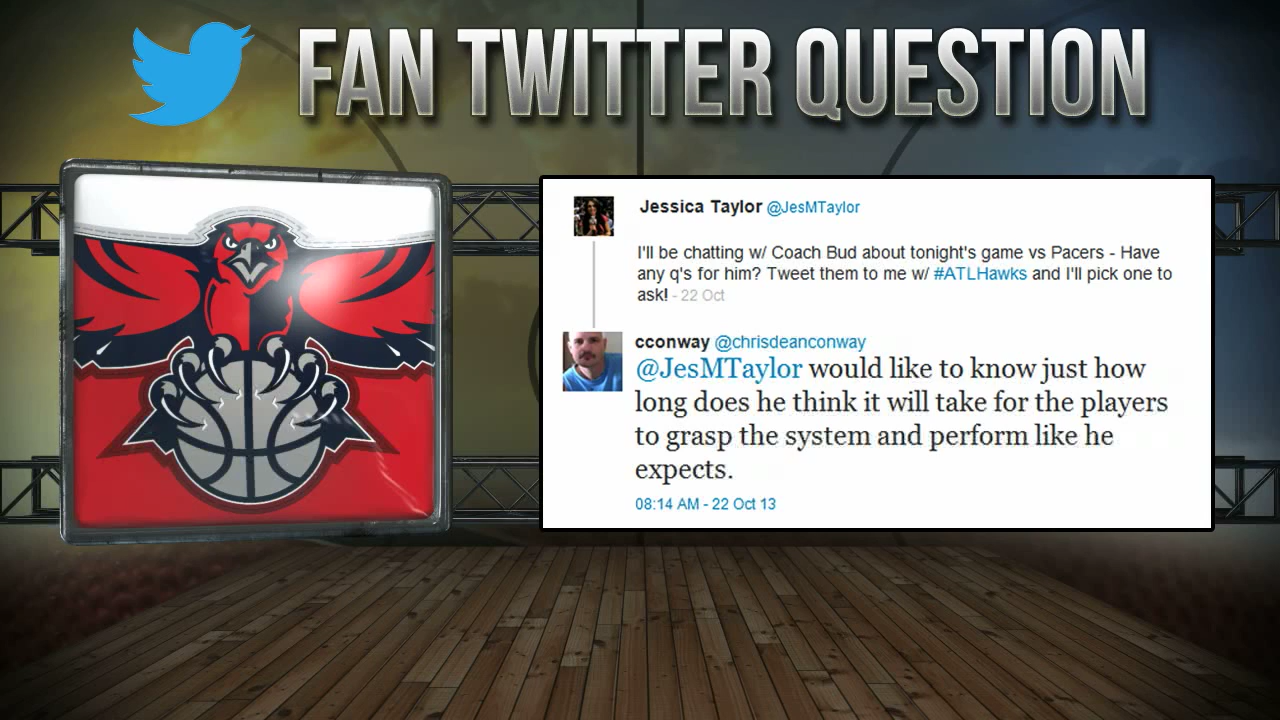 FAN TWITTER QUESTION
Jessica Taylor @JesMTaylor
I'll be chatting w/ Coach Bud about tonight's game vs Pacers - Have
any q's for him? Tweet them to me w/ #ATLHawks and I'll pick one to
ask! - 22 Oct
cconway @chrisdeanconway
@JesMTaylor would like to know just how
long does he think it will take for the players
to grasp the system and perform like he
expects.
08:14 AM - 22 Oct 13